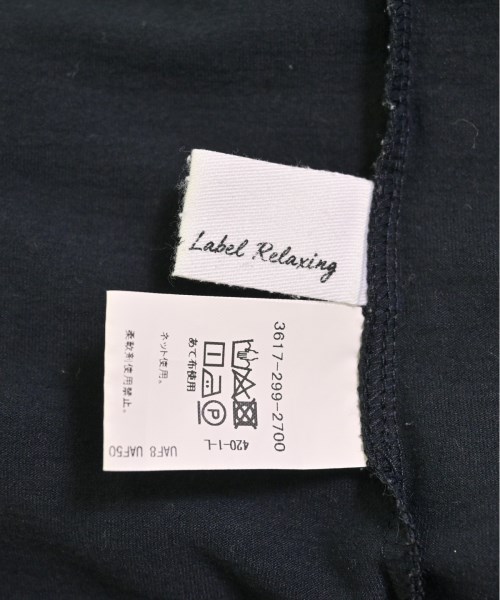 Label Relaxing
3617-299-2700
あて布使用
ネット使用。
柔軟剤使用禁止。
420-1-L
UAF8 UAF50